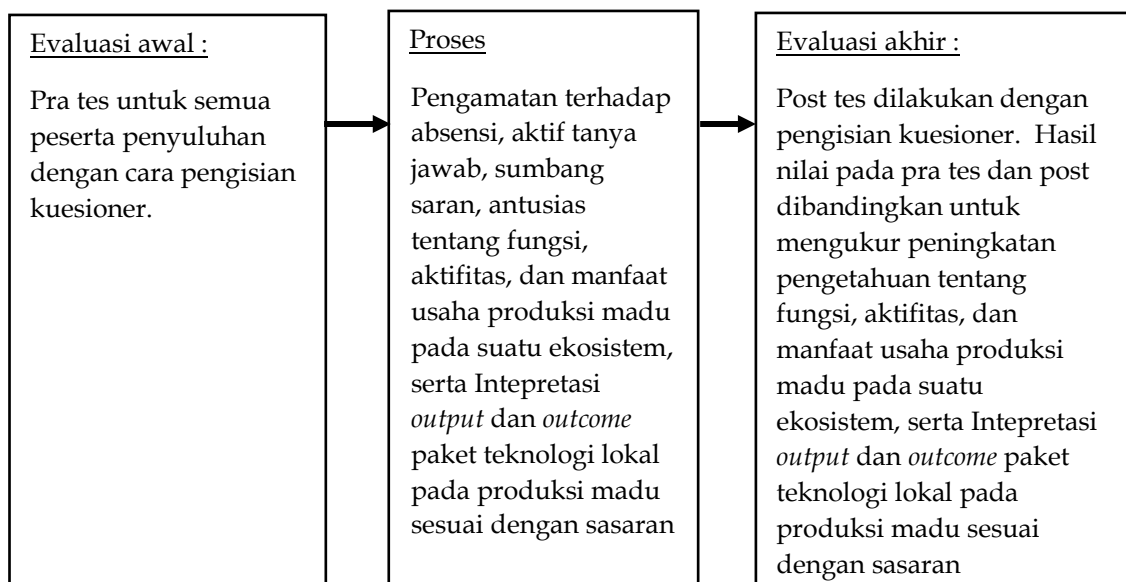 Evaluasi awal :
Pra tes untuk semua
peserta penyuluhan
dengan cara pengisian
kuesioner.
Proses
Pengamatan terhadap
absensi, aktif tanya
jawab, sumbang
saran, antusias
tentang fungsi,
aktifitas, dan manfaat
usaha produksi madu
pada suatu ekosistem,
serta Intepretasi
output dan outcome
paket teknologi lokal
pada produksi madu
sesuai dengan sasaran
Evaluasi akhir :
Post tes dilakukan dengan
pengisian kuesioner.  Hasil
nilai pada pra tes dan post
dibandingkan untuk
mengukur peningkatan
pengetahuan tentang
fungsi, aktifitas, dan
manfaat usaha produksi
madu pada suatu
ekosistem, serta Intepretasi
output dan outcome paket
teknologi lokal pada
produksi madu sesuai
dengan sasaran